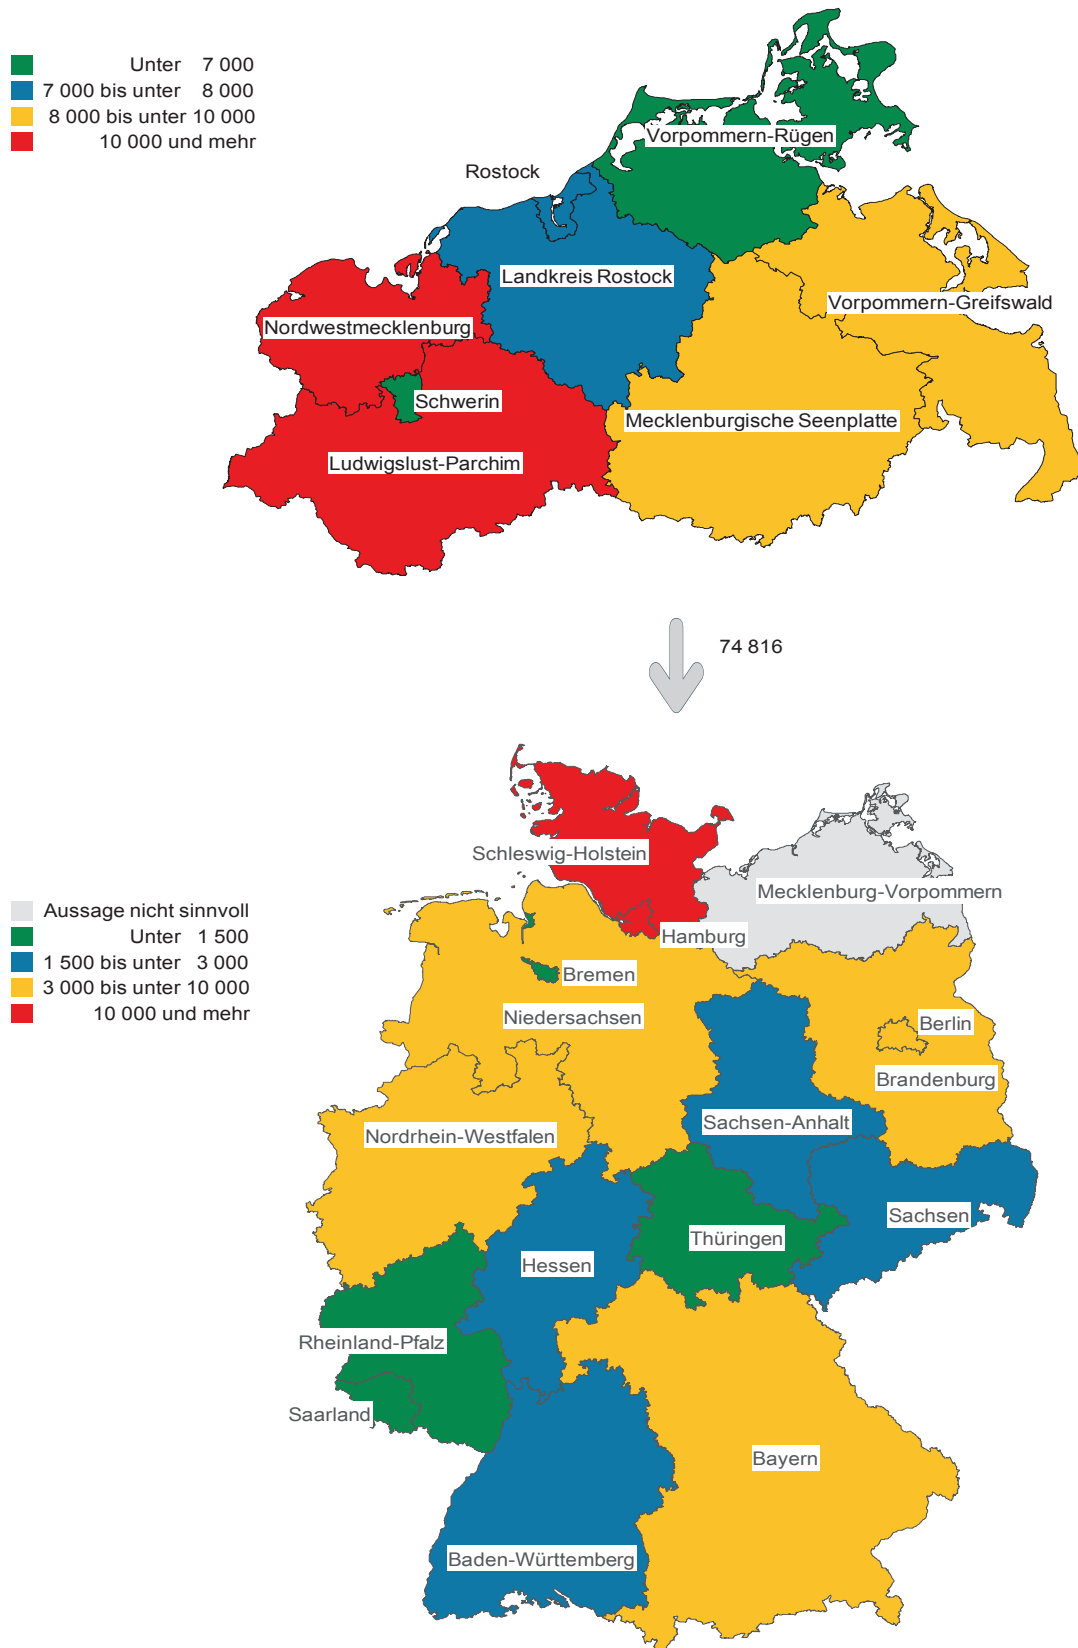 Unter 7 000
7 000 bis unter 8 000
8 000 bis unter 10 000
10 000 und mehr
Vorpommern-Rügen
Rostock
Landkreis Rostock
Vorpommern-Greifswald
Nordwestmecklenburg
Schwerin
Mecklenburgische Seenplatte
Ludwigslust-Parchim
74 816
Schleswig-Holstein
Mecklenburg-Vorpommern
Aussage nicht sinnvoll
Unter 1 500
1 500 bis unter 3 000
3 000 bis unter 10 000
10 000 und mehr
Hamburg
Bremen
Niedersachsen
Berlin
Brandenburg
Sachsen-Anhalt
Nordrhein-Westfalen
Sachsen
Thüringen
Hessen
Rheinland-Pfalz
Saarland
Bayern
Baden-Württemberg